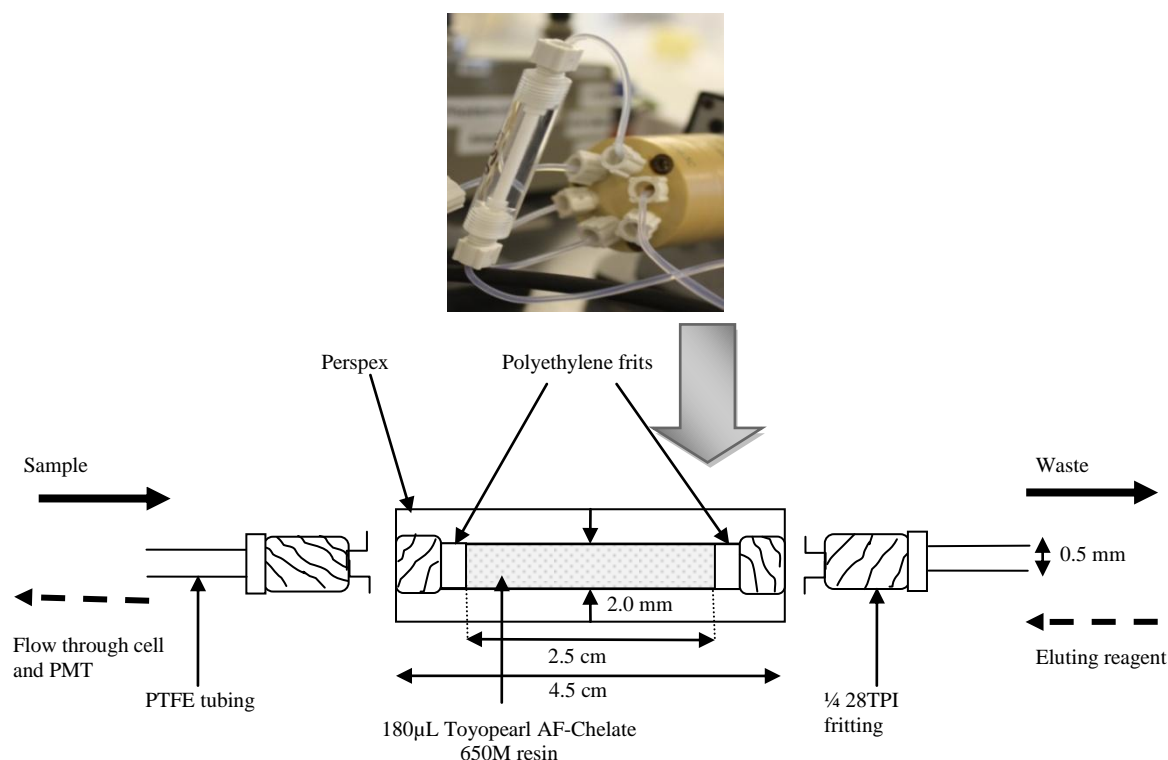 Perspex
Polyethylene frits
Sample
Waste
0.5 mm
2.0 mm
Flow through cell
and PMT
2.5 cm
Eluting reagent
4.5 cm
PTFE tubing
¼ 28TPI
fritting
180µL Toyopearl AF-Chelate
650M resin